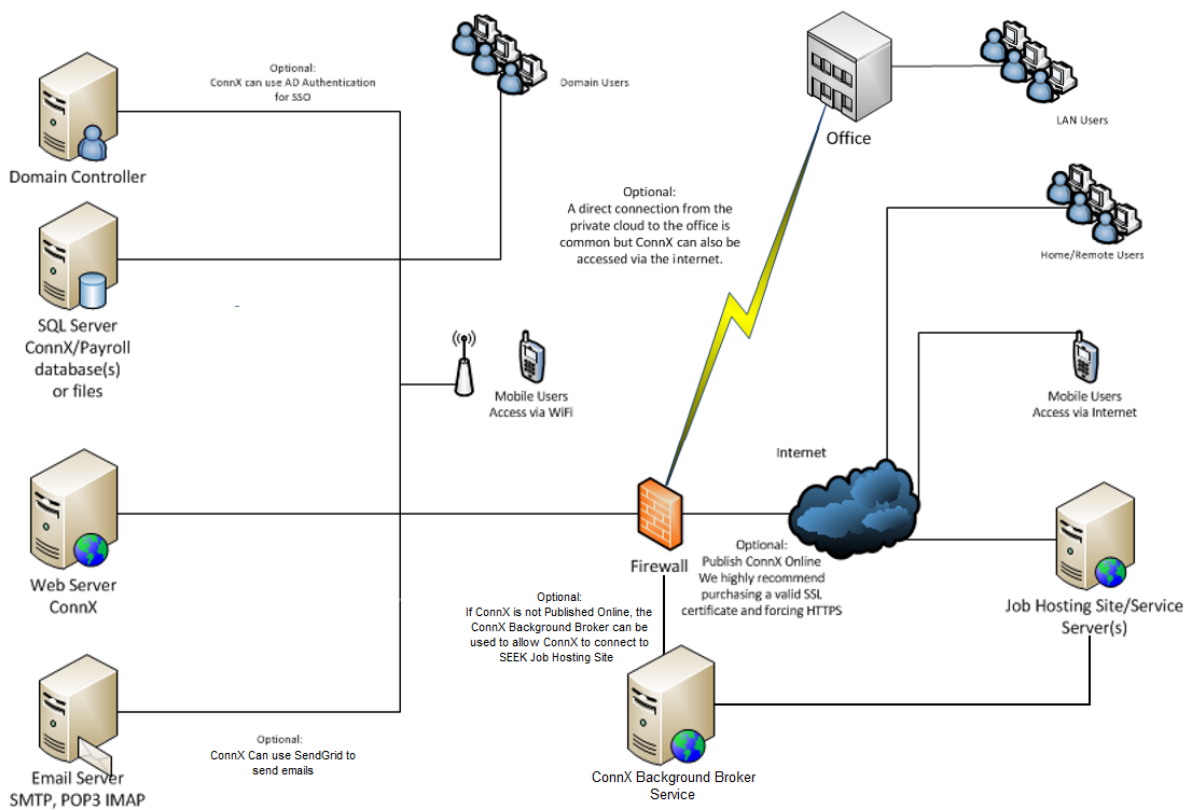 Optional:
ConnX can use AD Authentication
for SSO
Domain Users
Domain Controller
Office
LAN Users
Optional:
A direct connection from the
private cloud to the office is
common but ConnX can also be
accessed via the internet.
Home/Remote Users
SQL Server
ConnX/Payroll
database(s)
or files
Mobile Users
Access via WiFi
Mobile Users
Access via Internet
Internet
Web Server
ConnX
Firewall
Optional:
Publish ConnX Online
We highly recommend
purchasing a valid SSL
certificate and forcing HTTPS
Job Hosting Site/Service
Server(s)
Optional:
If ConnX is not Published Online, the
ConnX Background Broker can be
used to allow ConnX to connect to
SEEK Job Hosting Site
Optional:
ConnX Can use SendGrid to
send emails
Email Server
SMTP, POP3 IMAP
ConnX Background Broker
Service